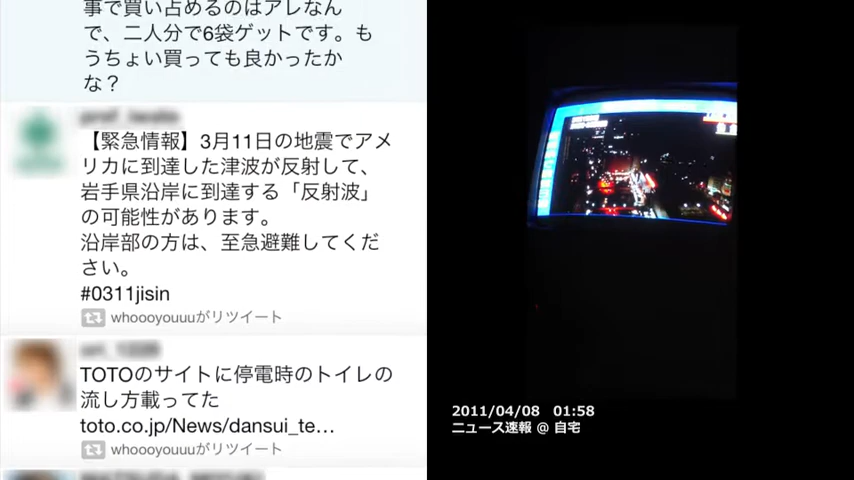 事で買い占めるのはアレなん
で、二人分で6袋ゲットです。も
うちょい買っても良かったか
な？
【緊急情報】3月11日の地震でアメ
リカに到達した津波が反射して、
岩手県沿岸に到達する「反射波」
の可能性があります。
沿岸部の方は、至急避難してくだ
さい。
#0311jisin
whoooyouuuがリツイート
TOTOのサイトに停電時のトイレの
流し方載ってた
toto.co.jp/News/dansui_te…
whoooyouuuがリツイート
2011/04/08 01:58
ニュース速報 @ 自宅